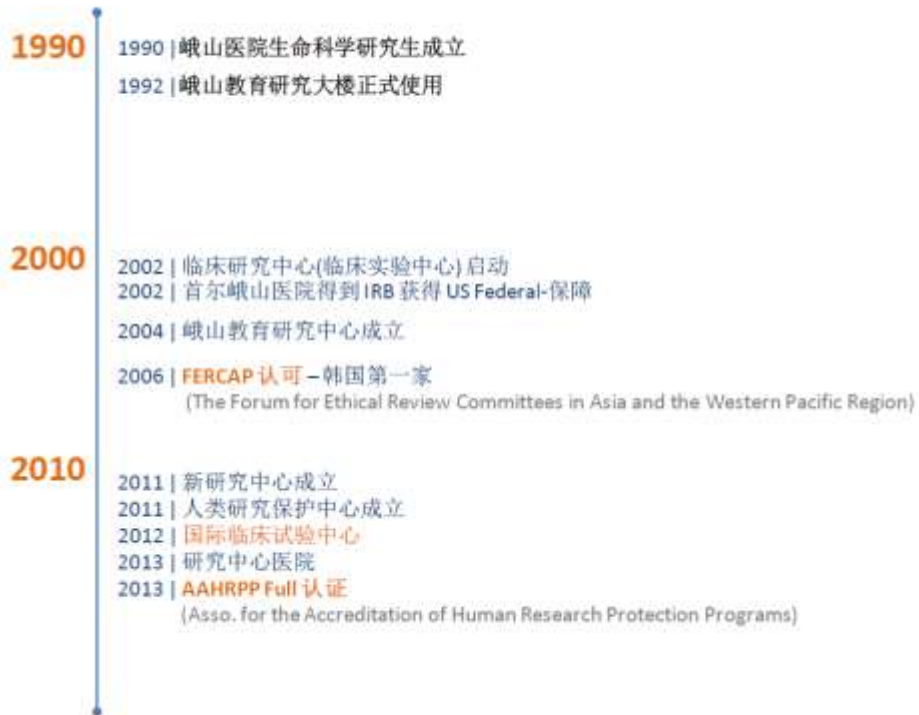 1990
1990 | 峨山医院生命科学研究生成立
1992 | 峨山教育研究大楼正式使用
2000
2002 | 临床研究中心(临床实验中心) 启动
2002 | 首尔峨山医院得到 IRB 获得 US Federal-保障
2004 | 峨山教育研究中心成立
2006 | FERCAP 认可 – 韩国第一家
(The Forum for Ethical Review Committees in Asia and the Western Pacific Region)
2010
2011 | 新研究中心成立
2011 | 人类研究保护中心成立
2012 | 国际临床试验中心
2013 | 研究中心医院
2013 | AAHRPP Full 认证
(Asso. for the Accreditation of Human Research Protection Programs)